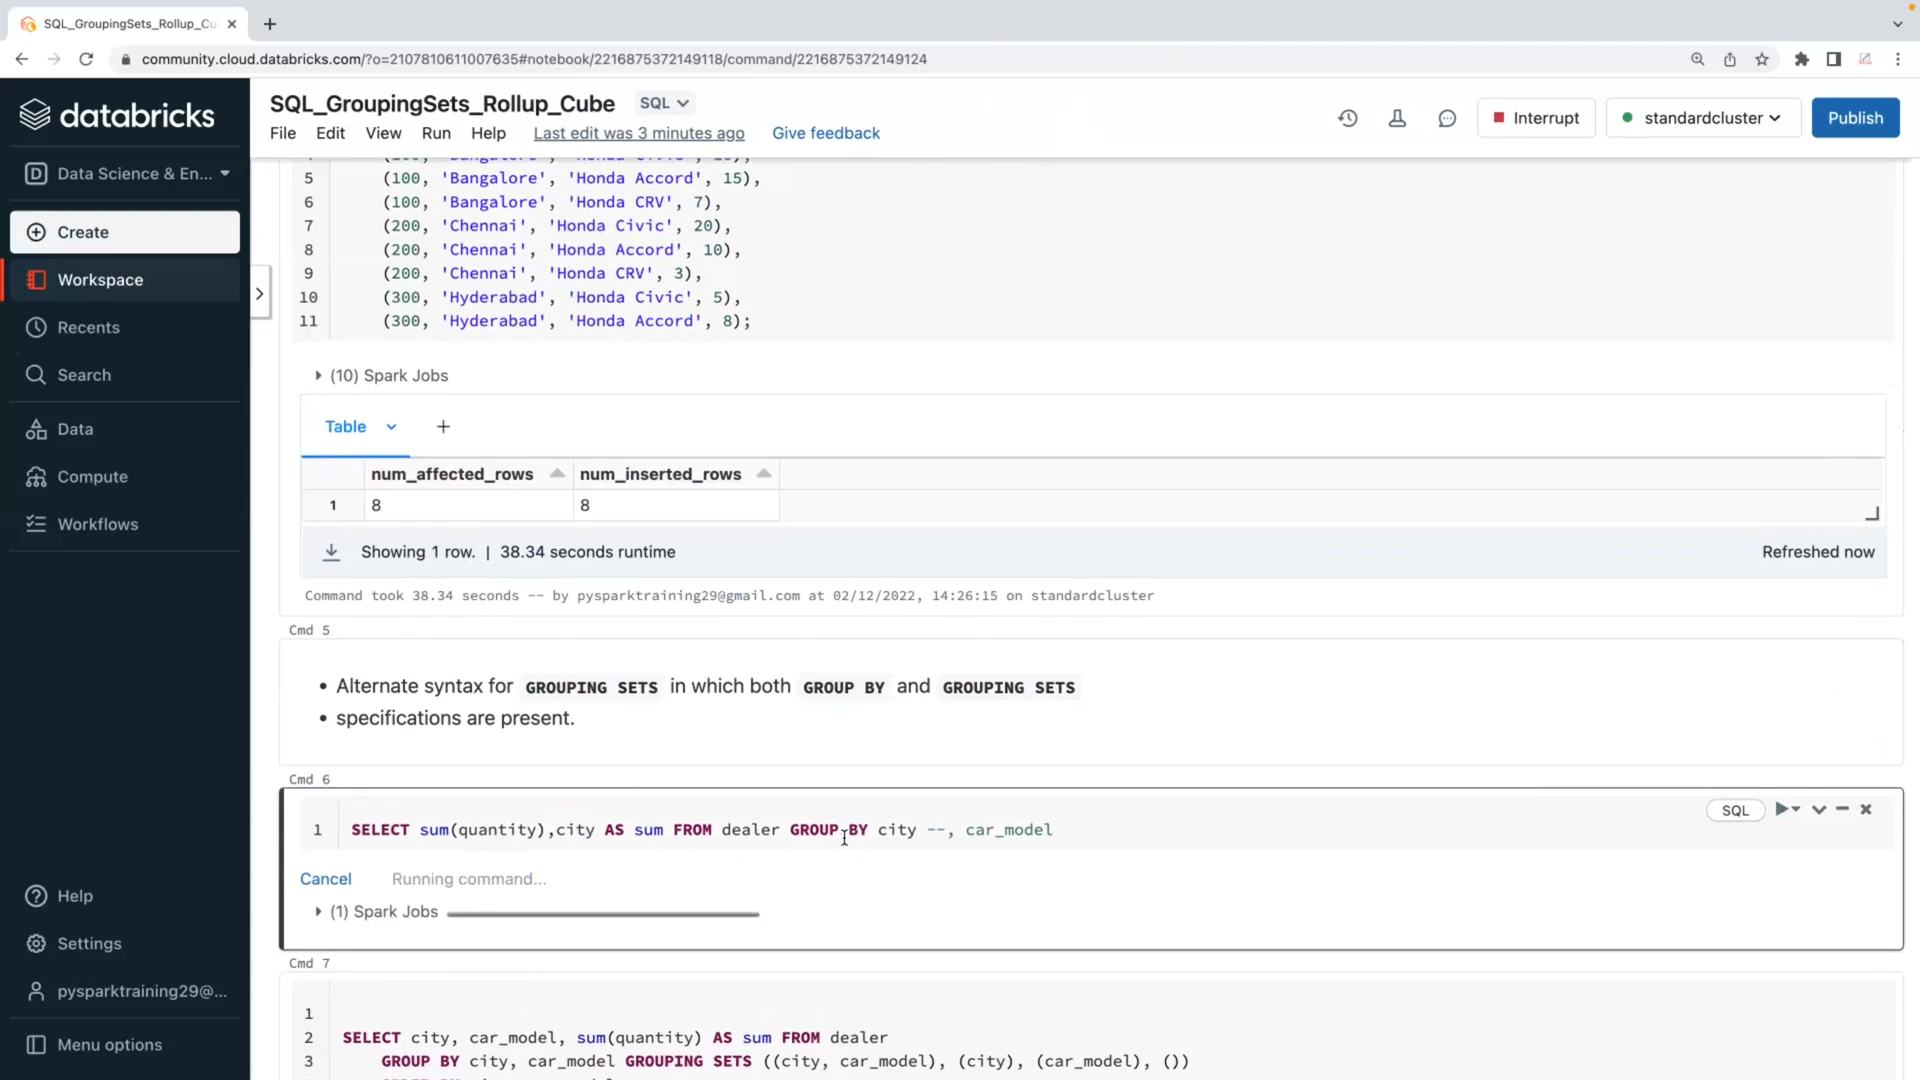 SQL_GroupingSets_Rollup_Cu
community.cloud.databricks.com/?o=2107810611007635#notebook/2216875372149118/command/2216875372149124
databricks
SQL_GroupingSets_Rollup_Cube SQL
File Edit View Run Help Last edit was 3 minutes ago Give feedback
Interrupt standardcluster Publish
D Data Science & En...
Create
Workspace
Recents
Search
Data
Compute
Workflows
Help
Settings
pysparktraining29@...
Menu options
5 (100, 'Bangalore', 'Honda Accord', 15),
6 (100, 'Bangalore', 'Honda CRV', 7),
7 (200, 'Chennai', 'Honda Civic', 20),
8 (200, 'Chennai', 'Honda Accord', 10),
9 (200, 'Chennai', 'Honda CRV', 3),
10 (300, 'Hyderabad', 'Honda Civic', 5),
11 (300, 'Hyderabad', 'Honda Accord', 8);
(10) Spark Jobs
Table +
num_affected_rows num_inserted_rows
1 8 8
Showing 1 row. | 38.34 seconds runtime Refreshed now
Command took 38.34 seconds -- by pysparktraining29@gmail.com at 02/12/2022, 14:26:15 on standardcluster
Cmd 5
• Alternate syntax for GROUPING SETS in which both GROUP BY and GROUPING SETS
• specifications are present.
Cmd 6
SQL
1 SELECT sum(quantity),city AS sum FROM dealer GROUP BY city --, car_model
Cancel Running command...
(1) Spark Jobs
Cmd 7
1
2 SELECT city, car_model, sum(quantity) AS sum FROM dealer
3 GROUP BY city, car_model GROUPING SETS ((city, car_model), (city), (car_model), ())